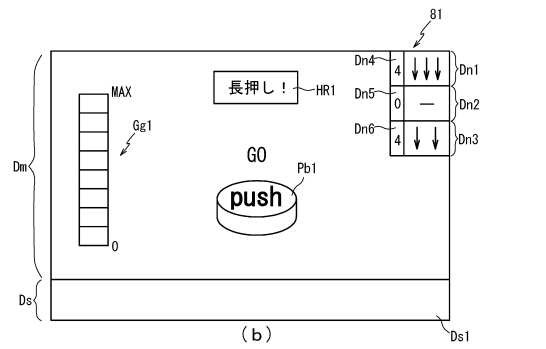 81
Dn4
4
Dn1
長押し!
HR1
MAX
Dn5
0
Dn2
Gg1
Dn6
4
Dn3
Dm
GO
Pb1
push
0
Ds
Ds1
(b)